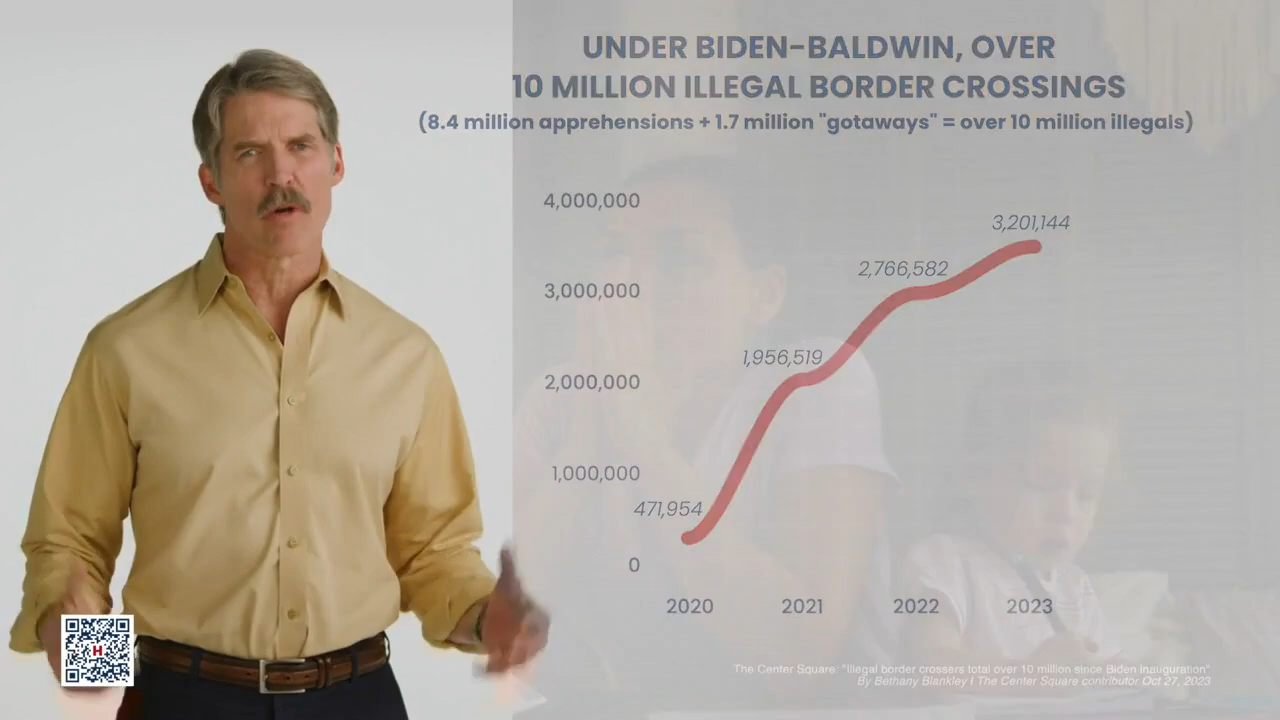 UNDER BIDEN-BALDWIN, OVER
10 MILLION ILLEGAL BORDER CROSSINGS
(8.4 million apprehensions + 1.7 million "gotaways" = over 10 million illegals)
4,000,000
3,201,144
2,766,582
3,000,000
1,956,519
2,000,000
1,000,000
471,954
0
2020 2021 2022 2023
H
The Center Square: "Illegal border crossers total over 10 million since Biden inauguration"
By Bethany Blankley | The Center Square contributor Oct 27, 2023